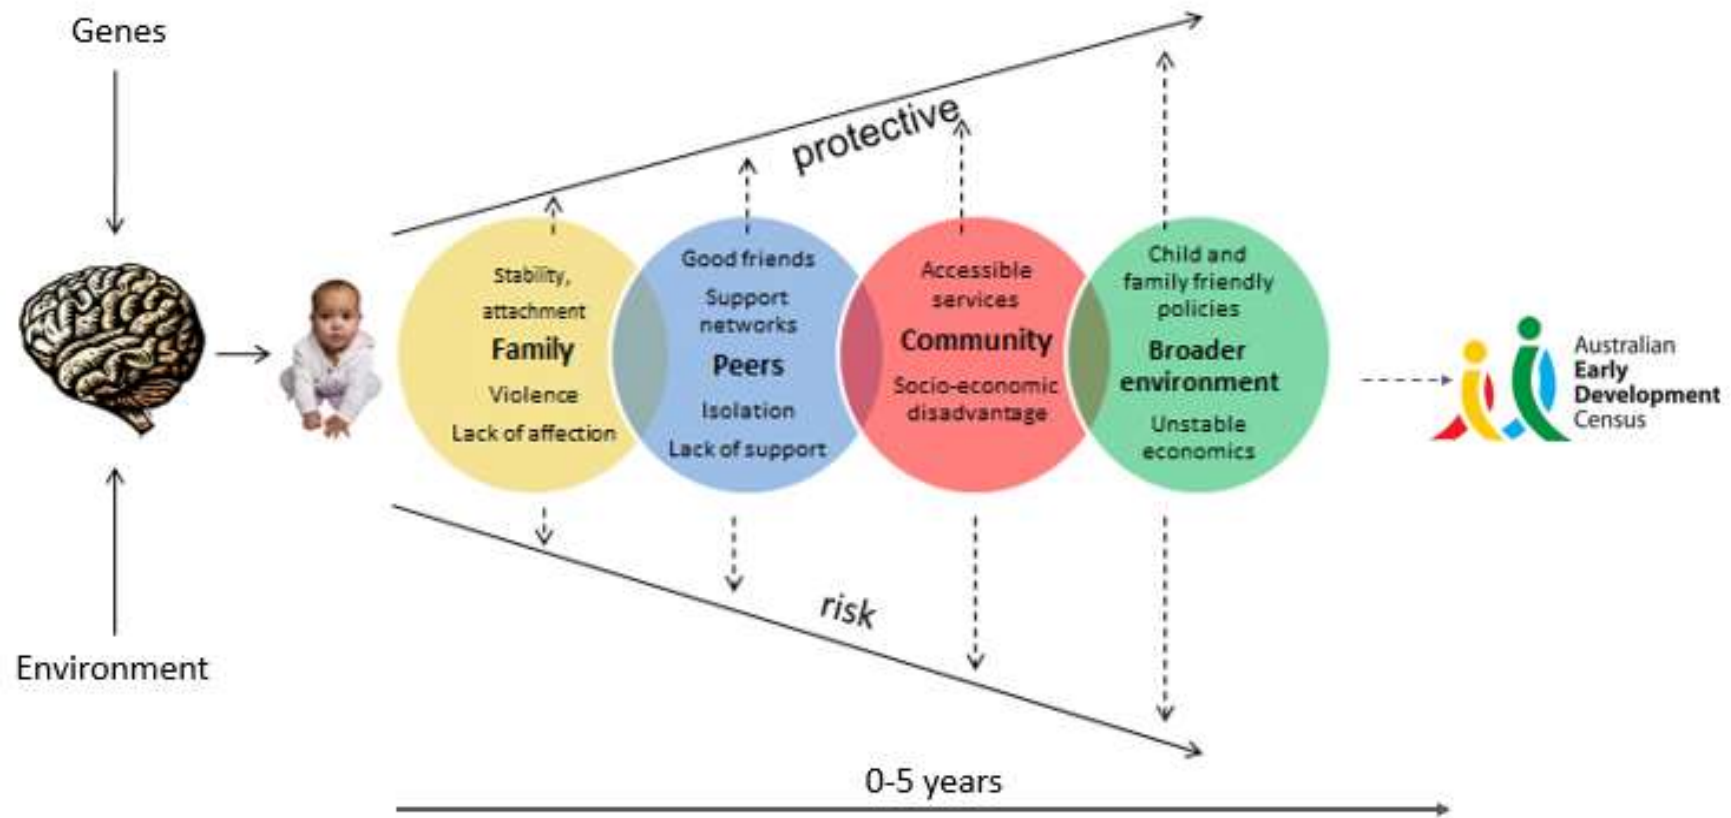 Genes
Environment
protective
Stability,
attachment
Family
Violence
Lack of affection
Good friends
Support
networks
Peers
Isolation
Lack of support
Accessible
services
Community
Socio-economic
disadvantage
Child and
family friendly
policies
Broader
environment
Unstable
economics
risk
0-5 years
Australian
Early
Development
Census